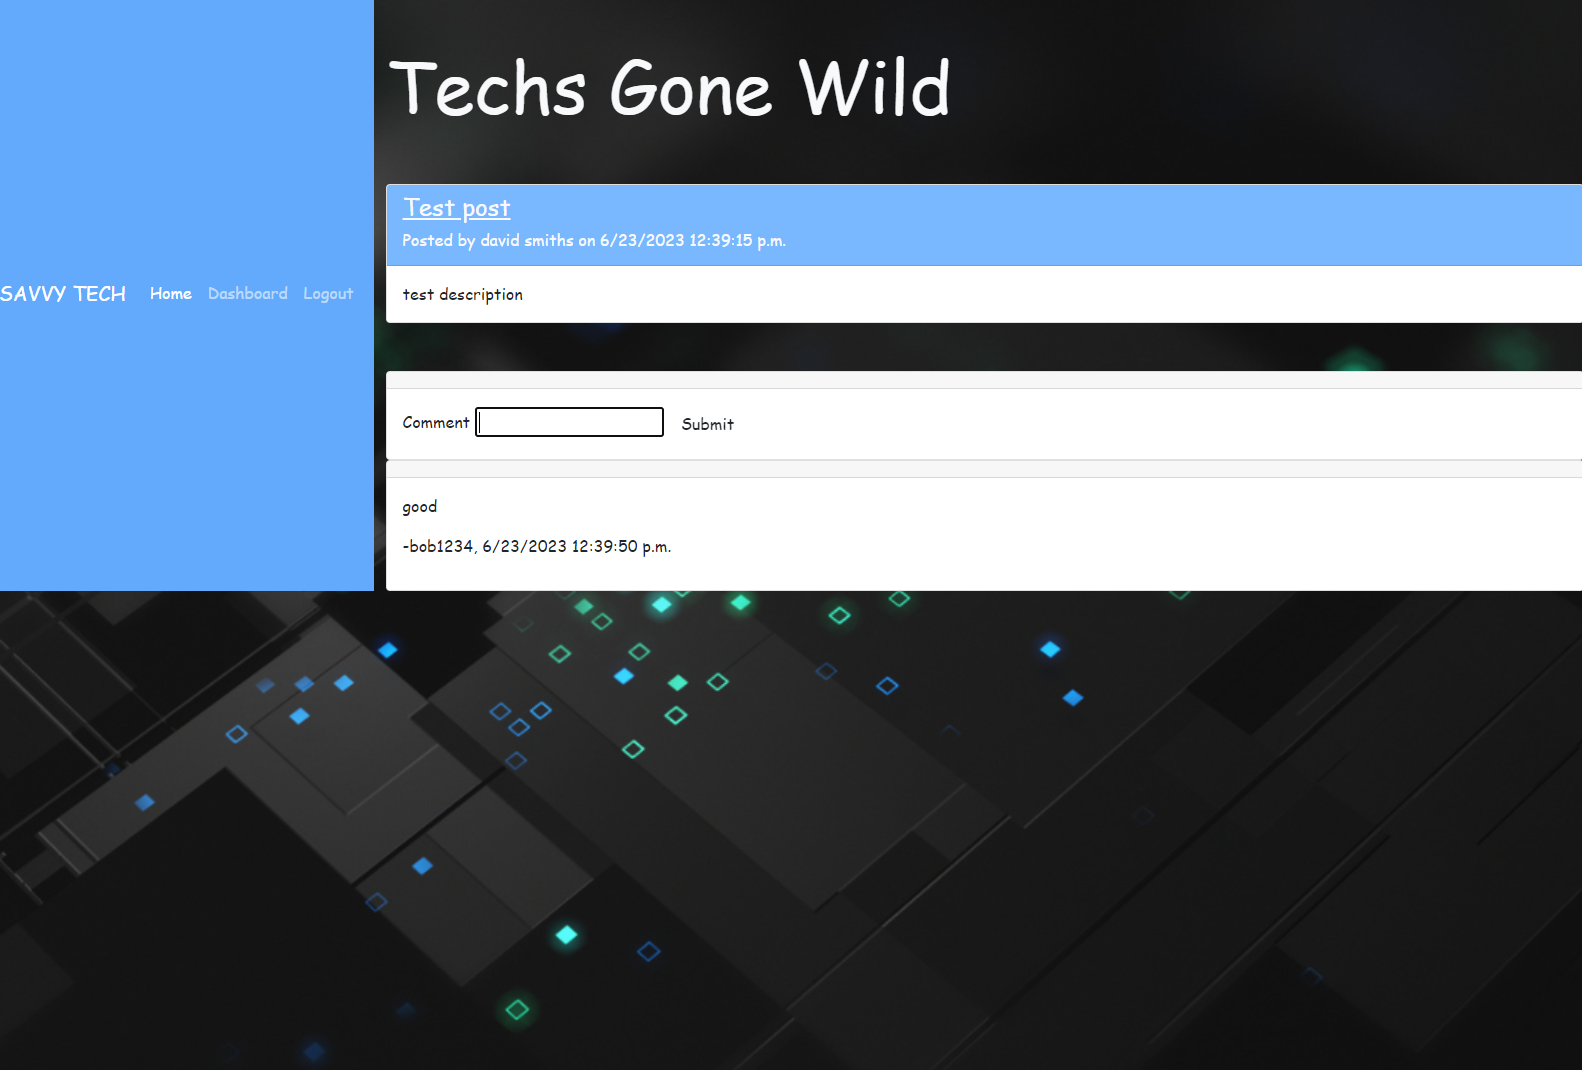 Techs Gone Wild
Test post
Posted by david smiths on 6/23/2023 12:39:15 p.m.
SAVVY TECH Home Dashboard Logout
test description
Comment Submit
good
-bob1234, 6/23/2023 12:39:50 p.m.